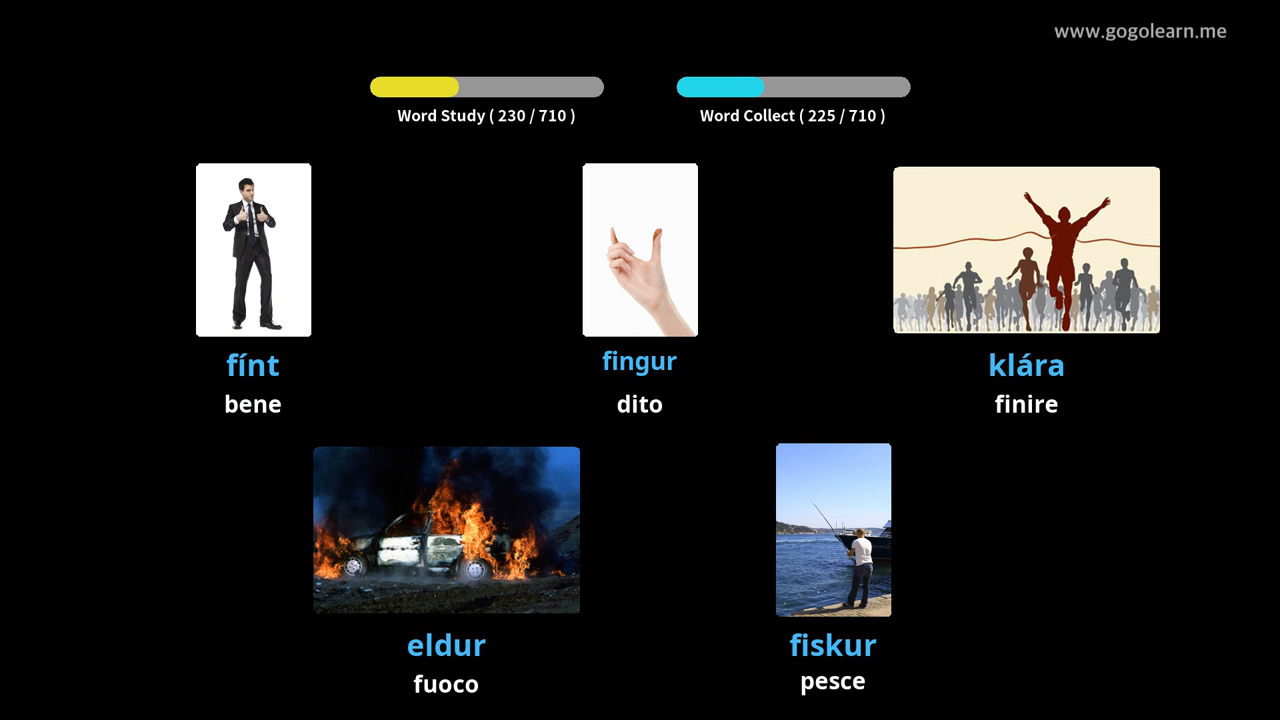 www.gogolearn.me
Word Study ( 230 / 710 )
Word Collect ( 225 / 710 )
fínt
bene
fingur
dito
klára
finire
eldur
fuoco
fiskur
pesce